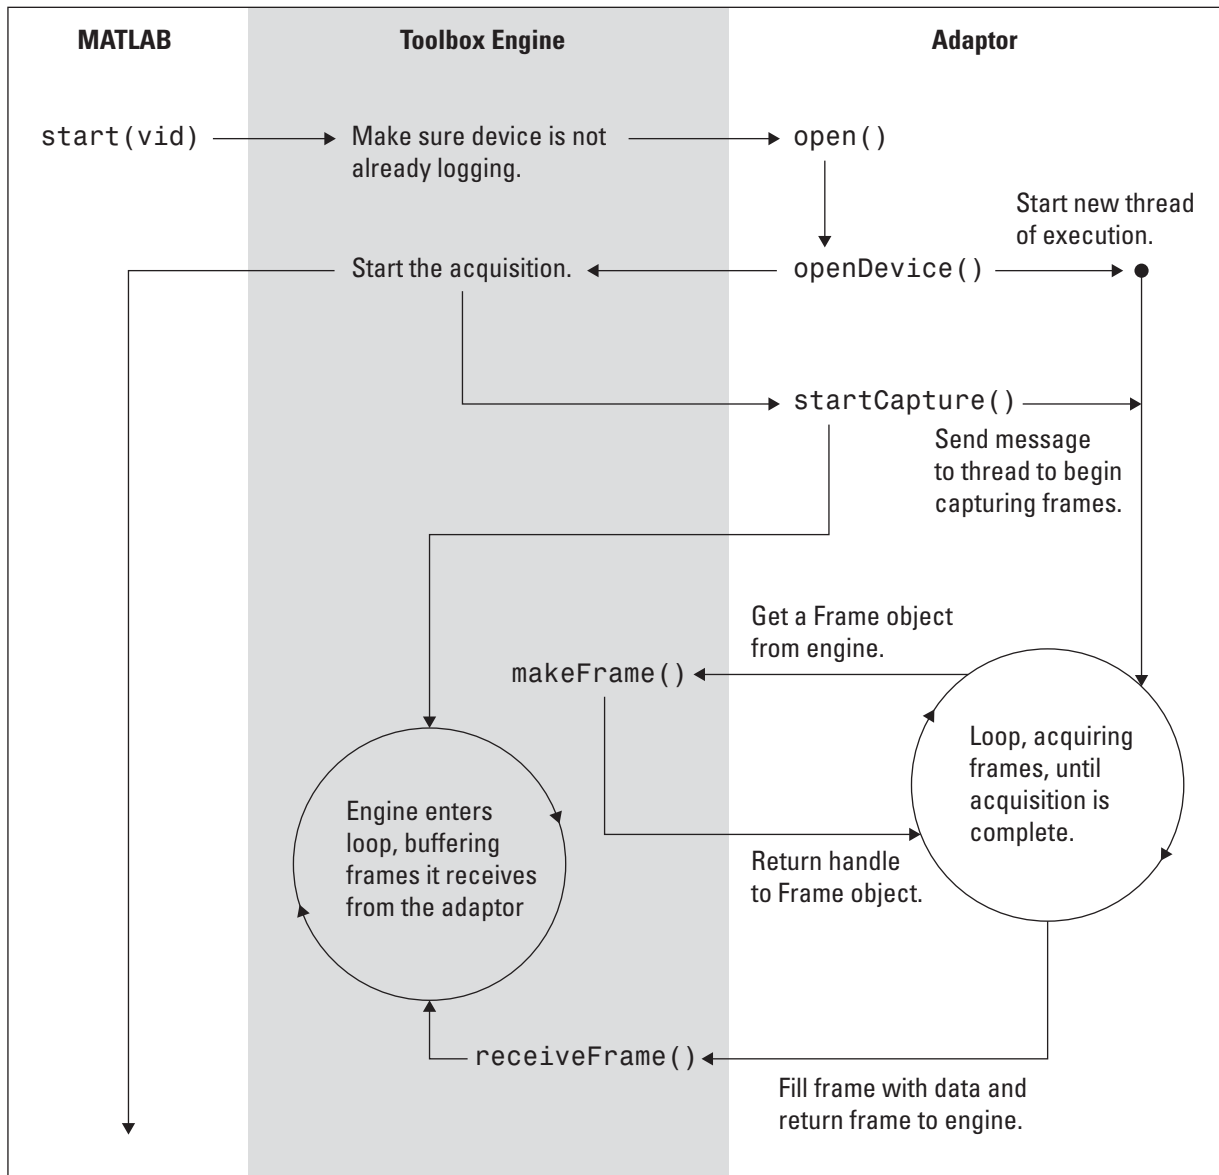 MATLAB
Toolbox Engine
Adaptor
start(vid)
Make sure device is not
already logging.
open()
Start new thread
of execution.
Start the acquisition.
openDevice()
startCapture()
Send message
to thread to begin
capturing frames.
Get a Frame object
from engine.
makeFrame()
Loop, acquiring
frames, until
acquisition is
complete.
Engine enters
loop, buffering
frames it receives
from the adaptor
Return handle
to Frame object.
receiveFrame()
Fill frame with data and
return frame to engine.